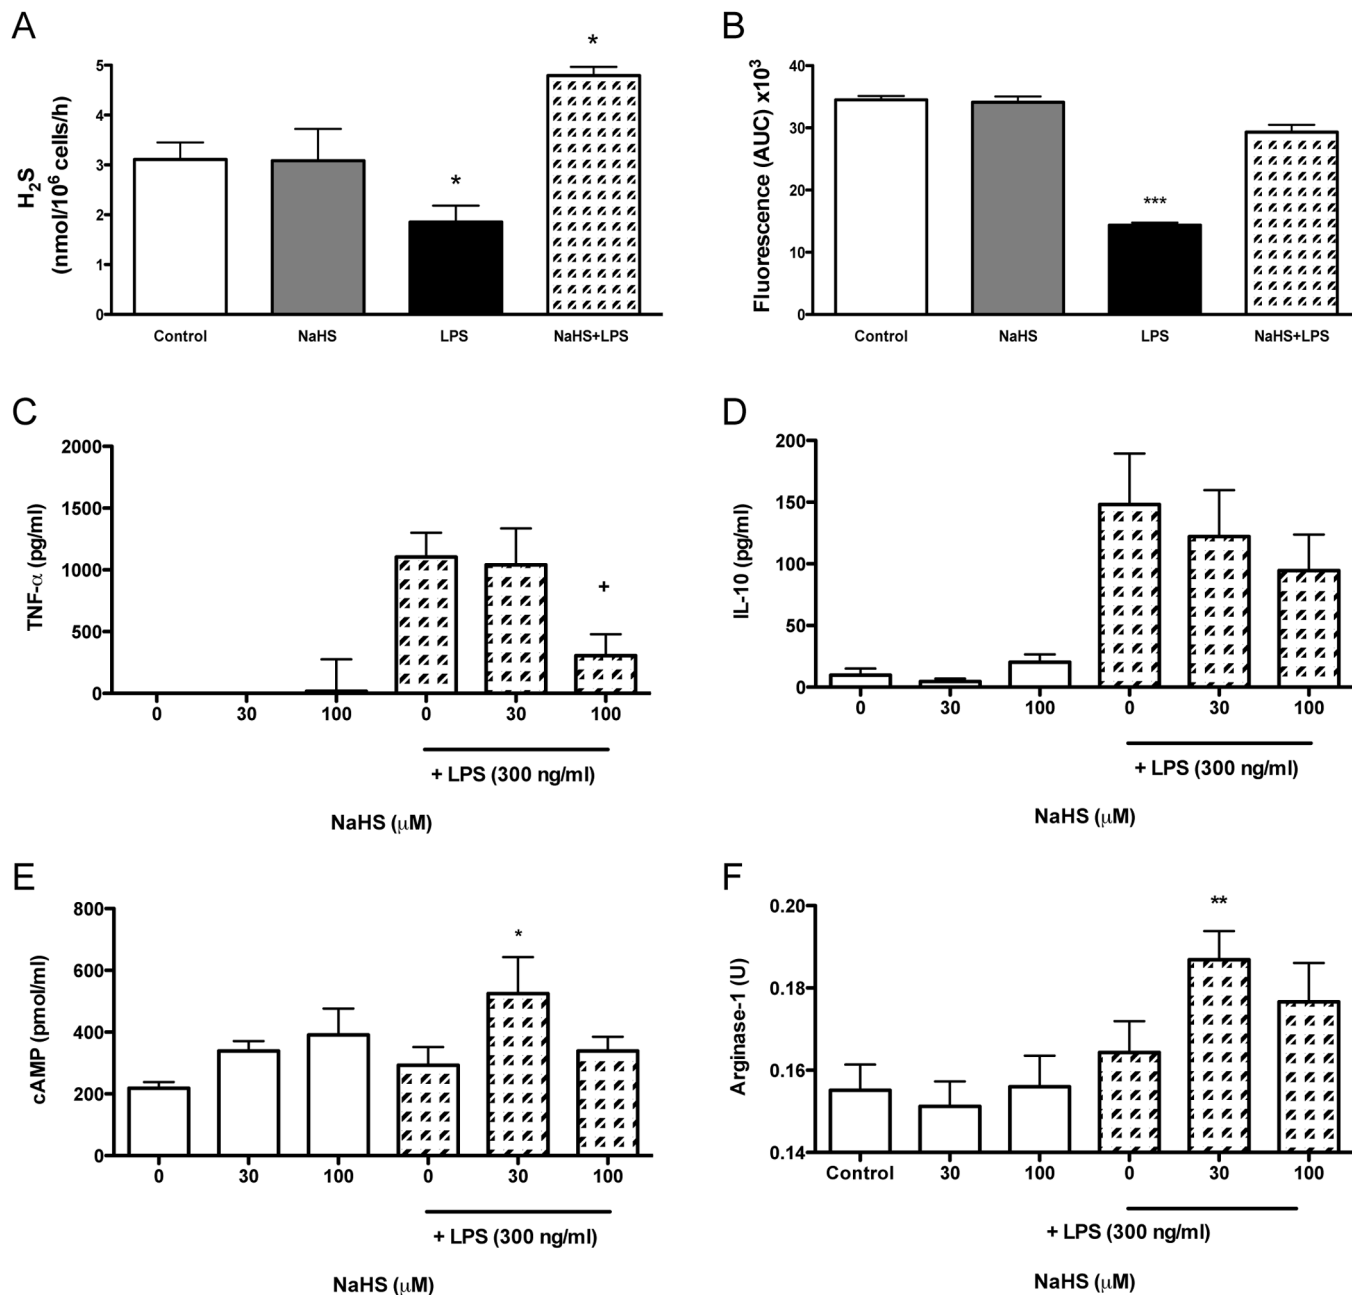 A
H₂S
(nmol/10⁶ cells/h)
5
4
3
2
1
0
*
*
Control NaHS LPS NaHS+LPS
B
Fluorescence (AUC) x10³
40
30
20
10
0
***
Control NaHS LPS NaHS+LPS
C
TNF-α (pg/ml)
2000
1500
1000
500
0
+
0 30 100 0 30 100
+ LPS (300 ng/ml)
NaHS (μM)
D
IL-10 (pg/ml)
200
150
100
50
0
0 30 100 0 30 100
+ LPS (300 ng/ml)
NaHS (μM)
E
cAMP (pmol/ml)
800
600
400
200
0
*
0 30 100 0 30 100
+ LPS (300 ng/ml)
NaHS (μM)
F
Arginase-1 (U)
0.20
0.18
0.16
0.14
**
Control 30 100 0 30 100
+ LPS (300 ng/ml)
NaHS (μM)